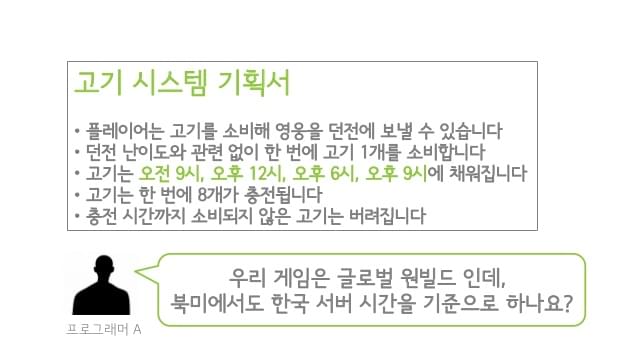 고기 시스템 기획서
• 플레이어는 고기를 소비해 영웅을 던전에 보낼 수 있습니다
• 던전 난이도와 관련 없이 한 번에 고기 1개를 소비합니다
• 고기는 오전 9시, 오후 12시, 오후 6시, 오후 9시에 채워집니다
• 고기는 한 번에 8개가 충전됩니다
• 충전 시간까지 소비되지 않은 고기는 버려집니다
우리 게임은 글로벌 원빌드 인데,
북미에서도 한국 서버 시간을 기준으로 하나요?
프로그래머 A